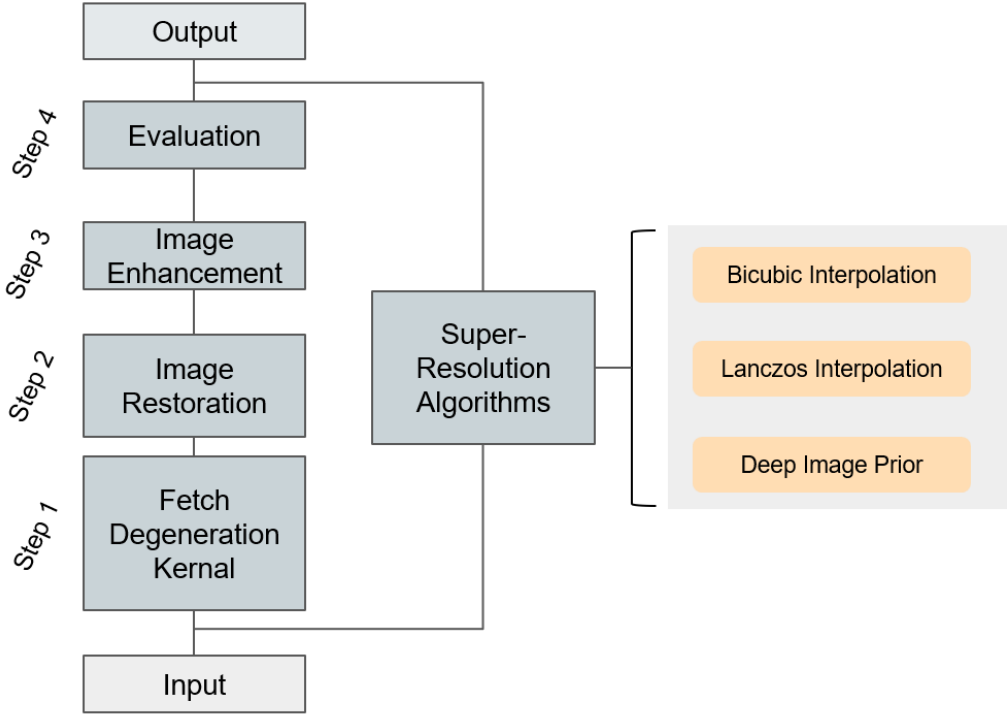 Output
Step 4
Evaluation
Step 3
Image
Enhancement
Step 2
Image
Restoration
Step 1
Fetch
Degeneration
Kernal
Input
Super-
Resolution
Algorithms
Bicubic Interpolation
Lanczos Interpolation
Deep Image Prior